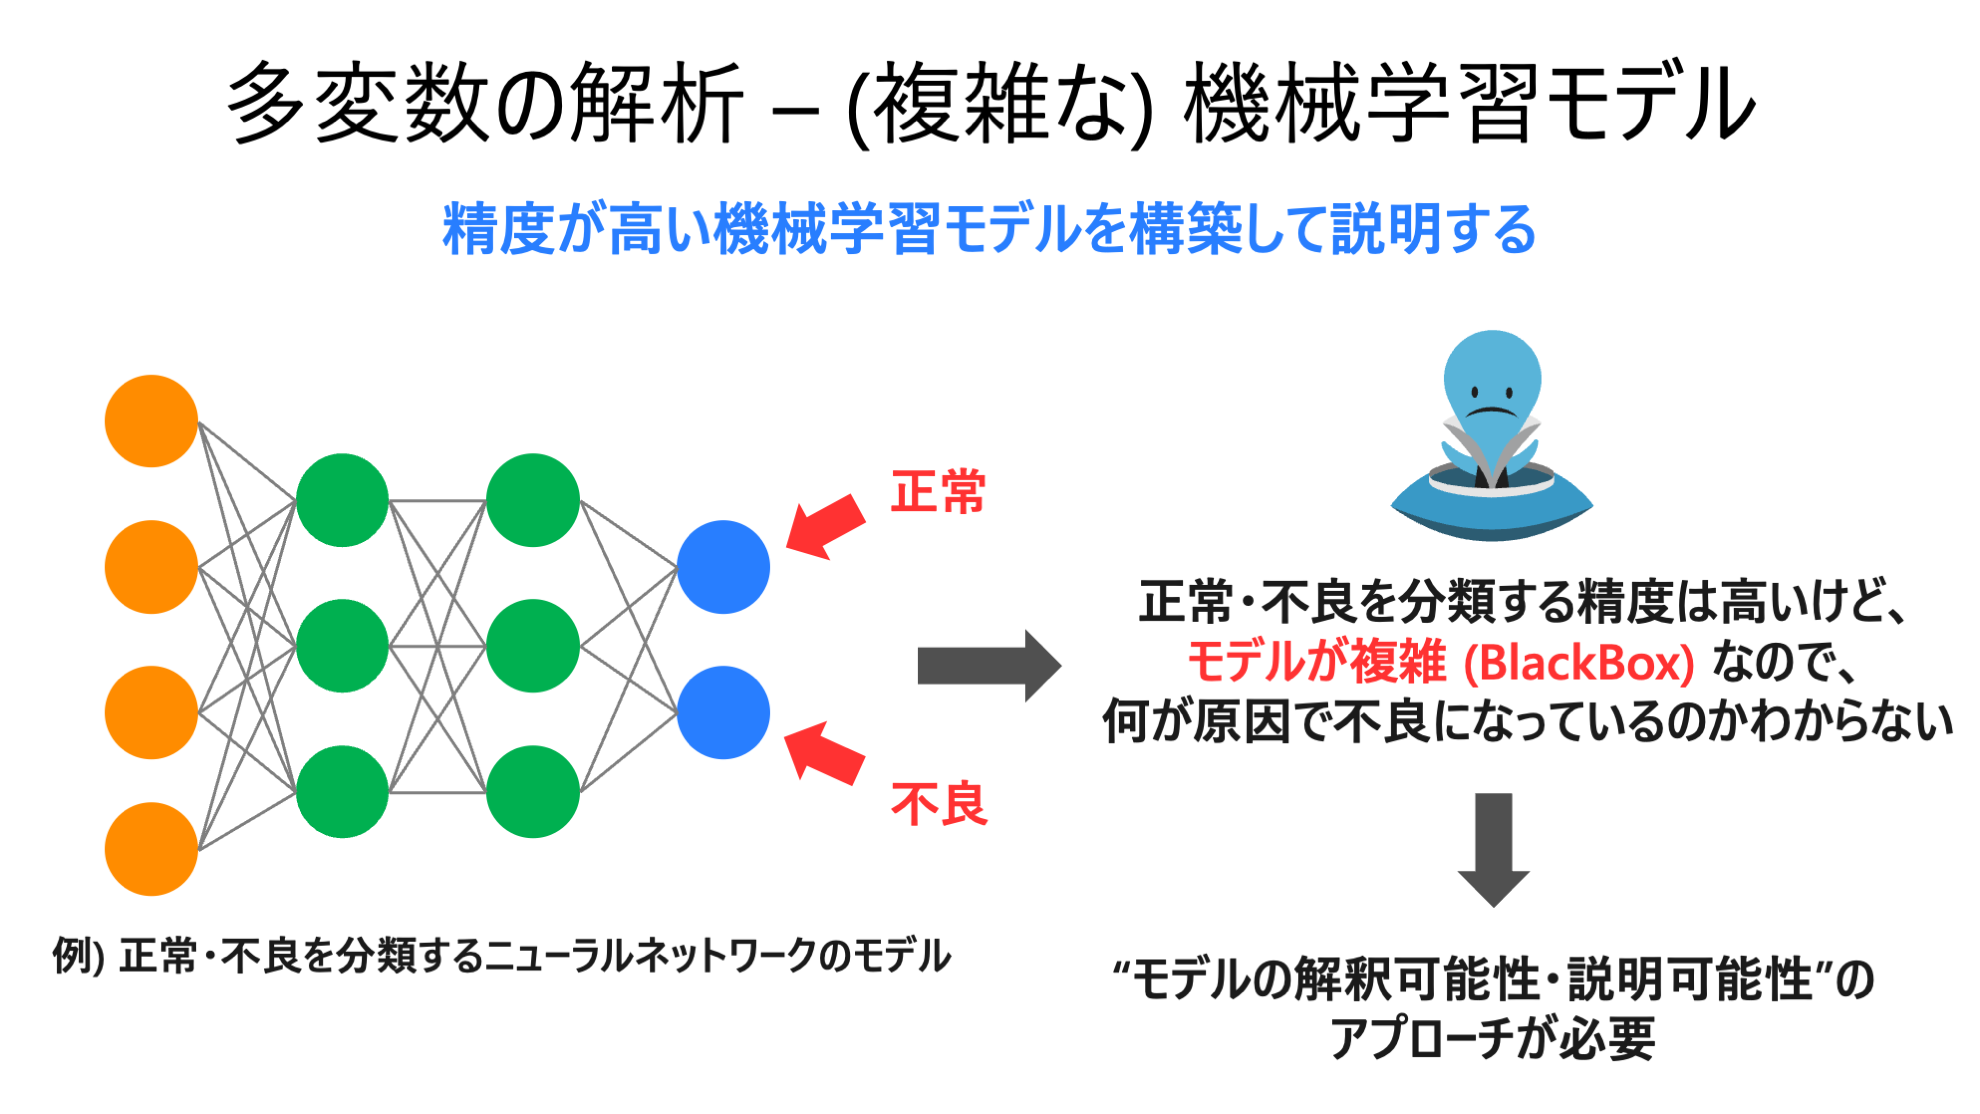 多変数の解析 – (複雑な) 機械学習モデル
精度が高い機械学習モデルを構築して説明する
正常
不良
例) 正常・不良を分類するニューラルネットワークのモデル
正常・不良を分類する精度は高いけど、
モデルが複雑 (BlackBox) なので、
何が原因で不良になっているのかわからない
“モデルの解釈可能性・説明可能性”の
アプローチが必要